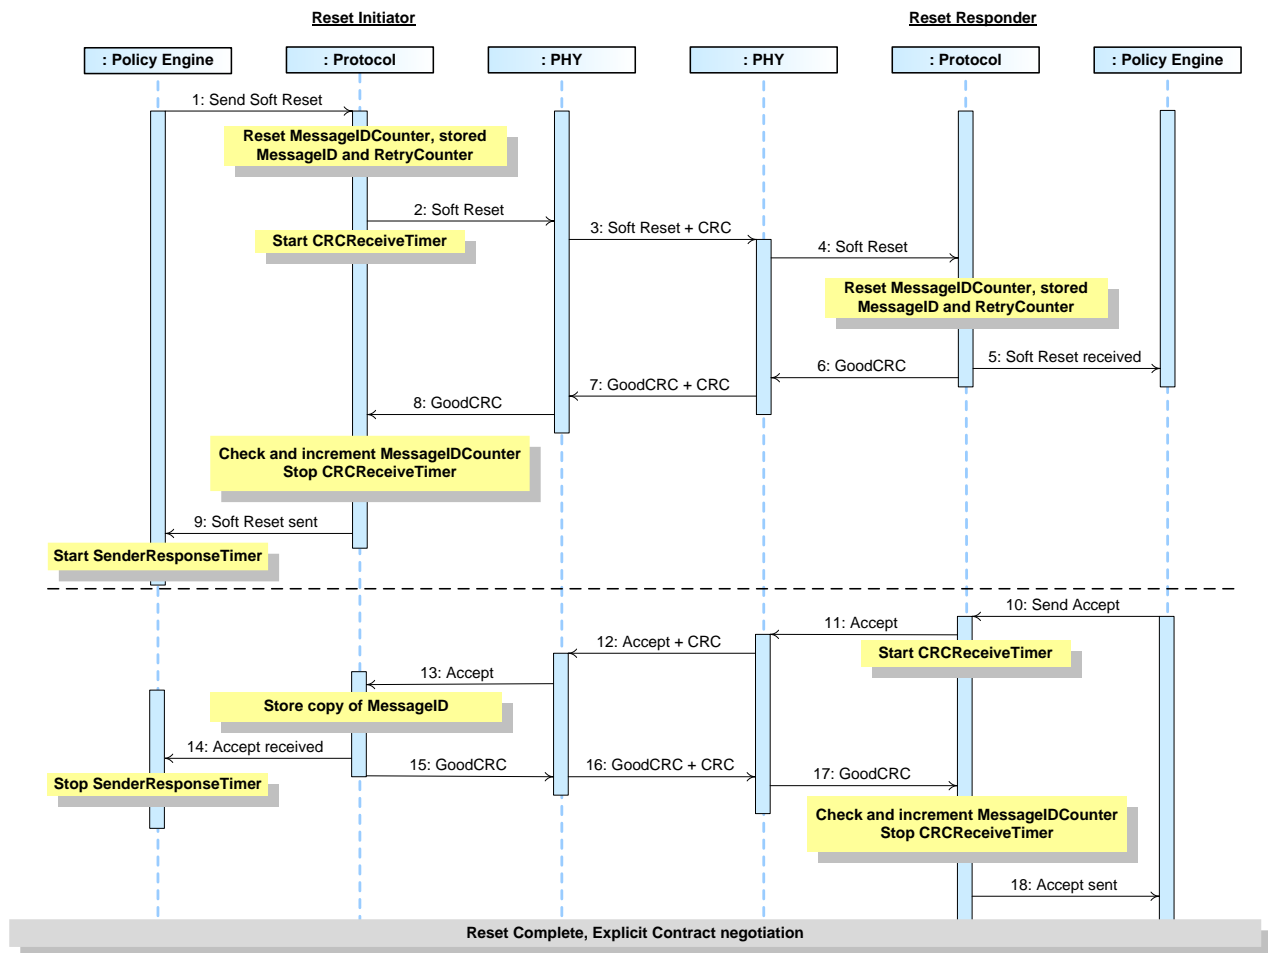 Reset Initiator
Reset Responder
: Policy Engine
: Protocol
: PHY
: PHY
: Protocol
: Policy Engine
1: Send Soft Reset
Reset MessageIDCounter, stored
MessageID and RetryCounter
2: Soft Reset
Start CRCReceiveTimer
3: Soft Reset + CRC
4: Soft Reset
Reset MessageIDCounter, stored
MessageID and RetryCounter
5: Soft Reset received
6: GoodCRC
7: GoodCRC + CRC
8: GoodCRC
Check and increment MessageIDCounter
Stop CRCReceiveTimer
9: Soft Reset sent
Start SenderResponseTimer
10: Send Accept
11: Accept
Start CRCReceiveTimer
12: Accept + CRC
13: Accept
Store copy of MessageID
14: Accept received
Stop SenderResponseTimer
15: GoodCRC
16: GoodCRC + CRC
17: GoodCRC
Check and increment MessageIDCounter
Stop CRCReceiveTimer
18: Accept sent
Reset Complete, Explicit Contract negotiation